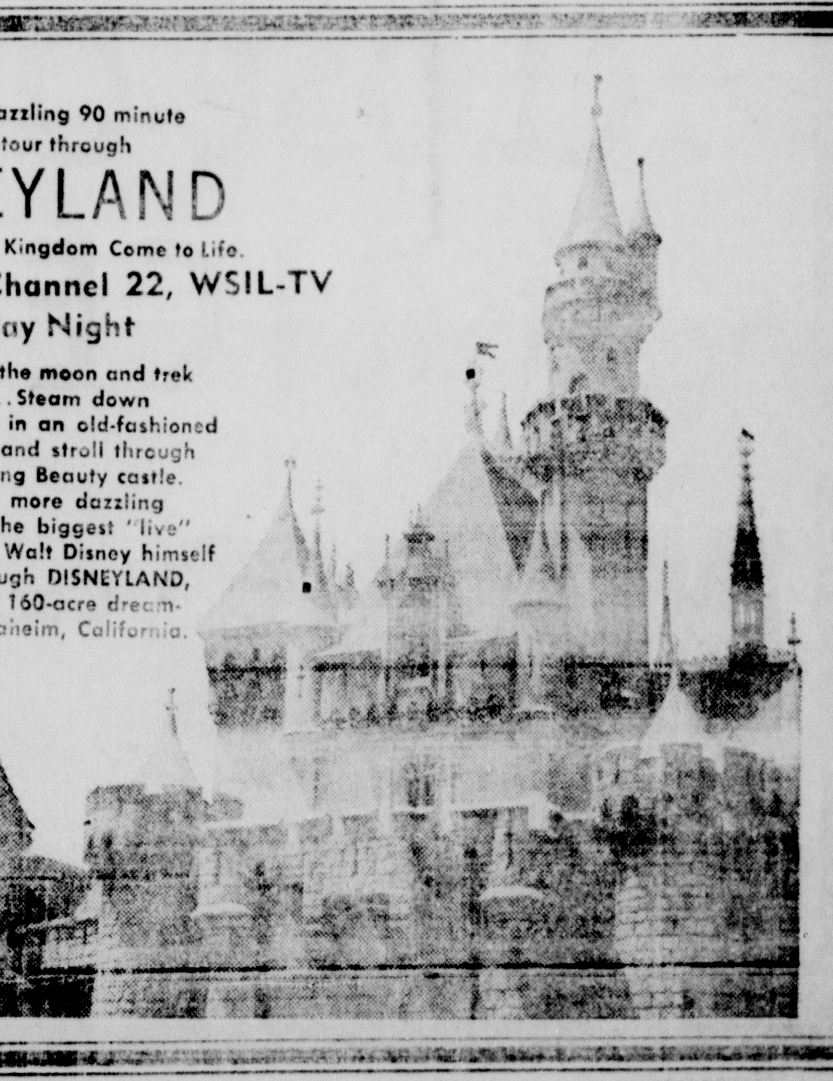 azzling 90 minute
tour through
EYLAND
Kingdom Come to Life.
Channel 22, WSIL-TV
ay Night
the moon and trek
. . Steam down
in an old-fashioned
and stroll through
ng Beauty castle.
more dazzling
he biggest "live"
Walt Disney himself
ugh DISNEYLAND,
160-acre dream-
aheim, California.